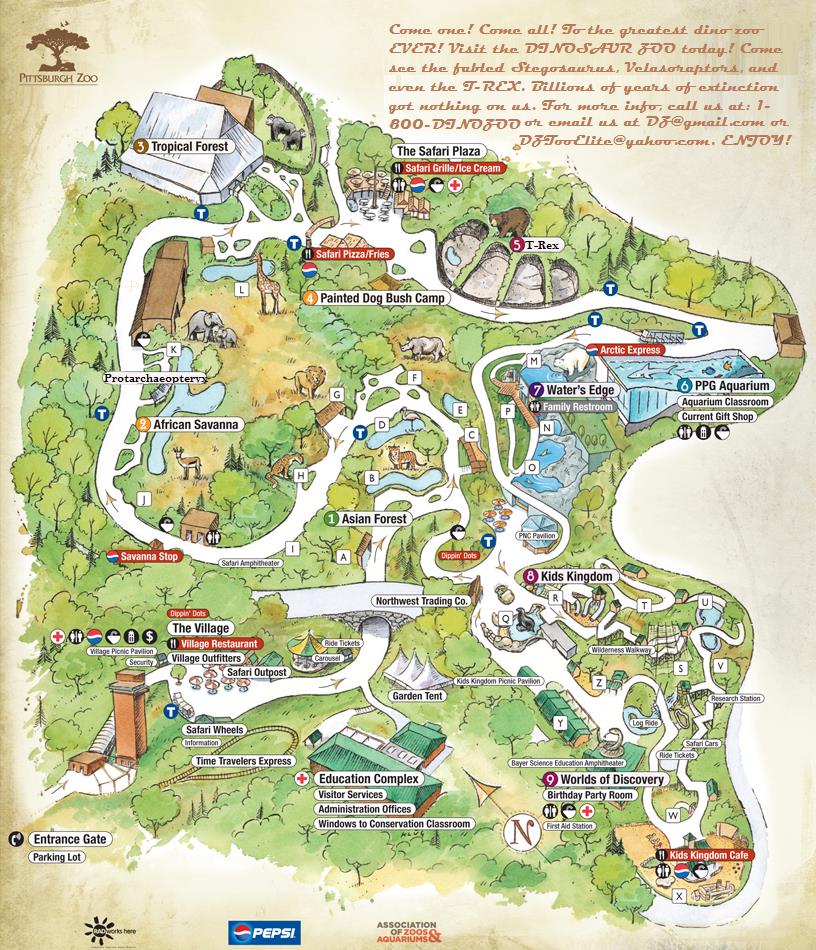 Come one! Come all! To the greatest dino zoo
EVER! Visit the DINOSAUR ZOO today! Come
see the fabled Stegosaurus, Velasoraptors, and
even the T-REX. Billions of years of extinction
got nothing on us. For more info, call us at: 1-
800-DINOZOO or email us at DZ@gmail.com or
DZTooElite@yahoo.com. ENJOY!
PITTSBURGH ZOO
3 Tropical Forest
The Safari Plaza
Safari Grille/Ice Cream
T
5 T-Rex
T
Safari Pizza/Fries
L
4 Painted Dog Bush Camp
T
T
T
K
Arctic Express
M
Protarchaeopteryx
F
6 PPG Aquarium
7 Water's Edge
Aquarium Classroom
Family Restroom
Current Gift Shop
G
T
P
E
2 African Savanna
D
T
N
C
O
H
B
J
1 Asian Forest
PNC Pavilion
T
Savanna Stop
Safari Amphitheater
I
A
Dippin' Dots
8 Kids Kingdom
Northwest Trading Co.
R
T
U
Dippin' Dots
Q
The Village
Village Restaurant
Ride Tickets
Village Picnic Pavilion
Carousel
Wilderness Walkway
Security
Village Outfitters
Safari Outpost
S
V
Kids Kingdom Picnic Pavilion
Z
Garden Tent
Research Station
T
Y
Log Ride
Safari Wheels
Information
Safari Cars
Ride Tickets
Time Travelers Express
Bayer Science Education Amphitheater
Education Complex
9 Worlds of Discovery
Visitor Services
Birthday Party Room
Administration Offices
Windows to Conservation Classroom
First Aid Station
W
N
Entrance Gate
Parking Lot
Kids Kingdom Cafe
X
RAD works here
PEPSI
ASSOCIATION
OF ZOOS
AQUARIUMS &